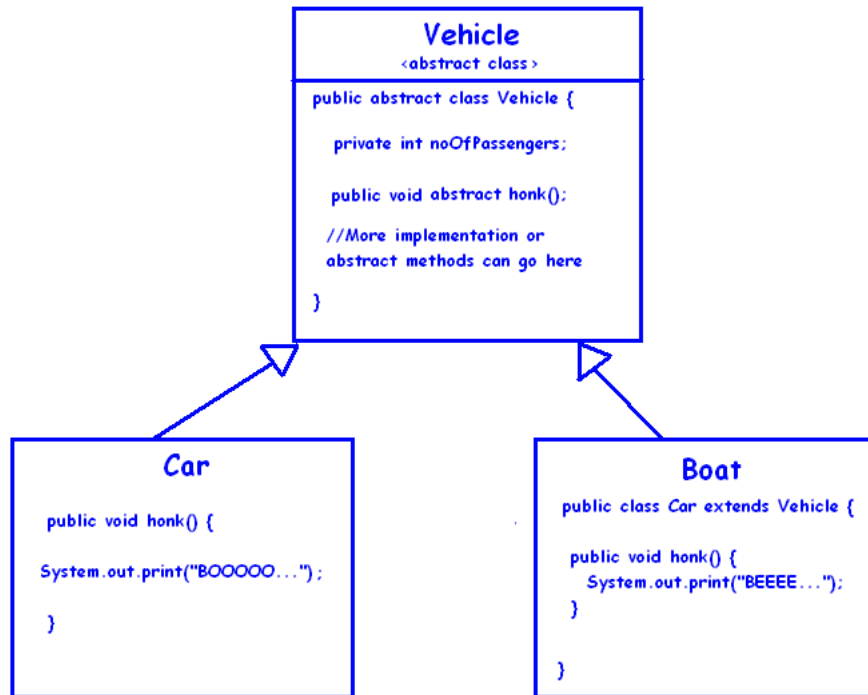 Vehicle
<abstract class>
public abstract class Vehicle {
private int noOfPassengers;
public void abstract honk();
//More implementation or
abstract methods can go here
}
Car
public void honk() {
System.out.print("BOOOOO...");
}
Boat
public class Car extends Vehicle {
public void honk() {
System.out.print("BEEEE...");
}
}